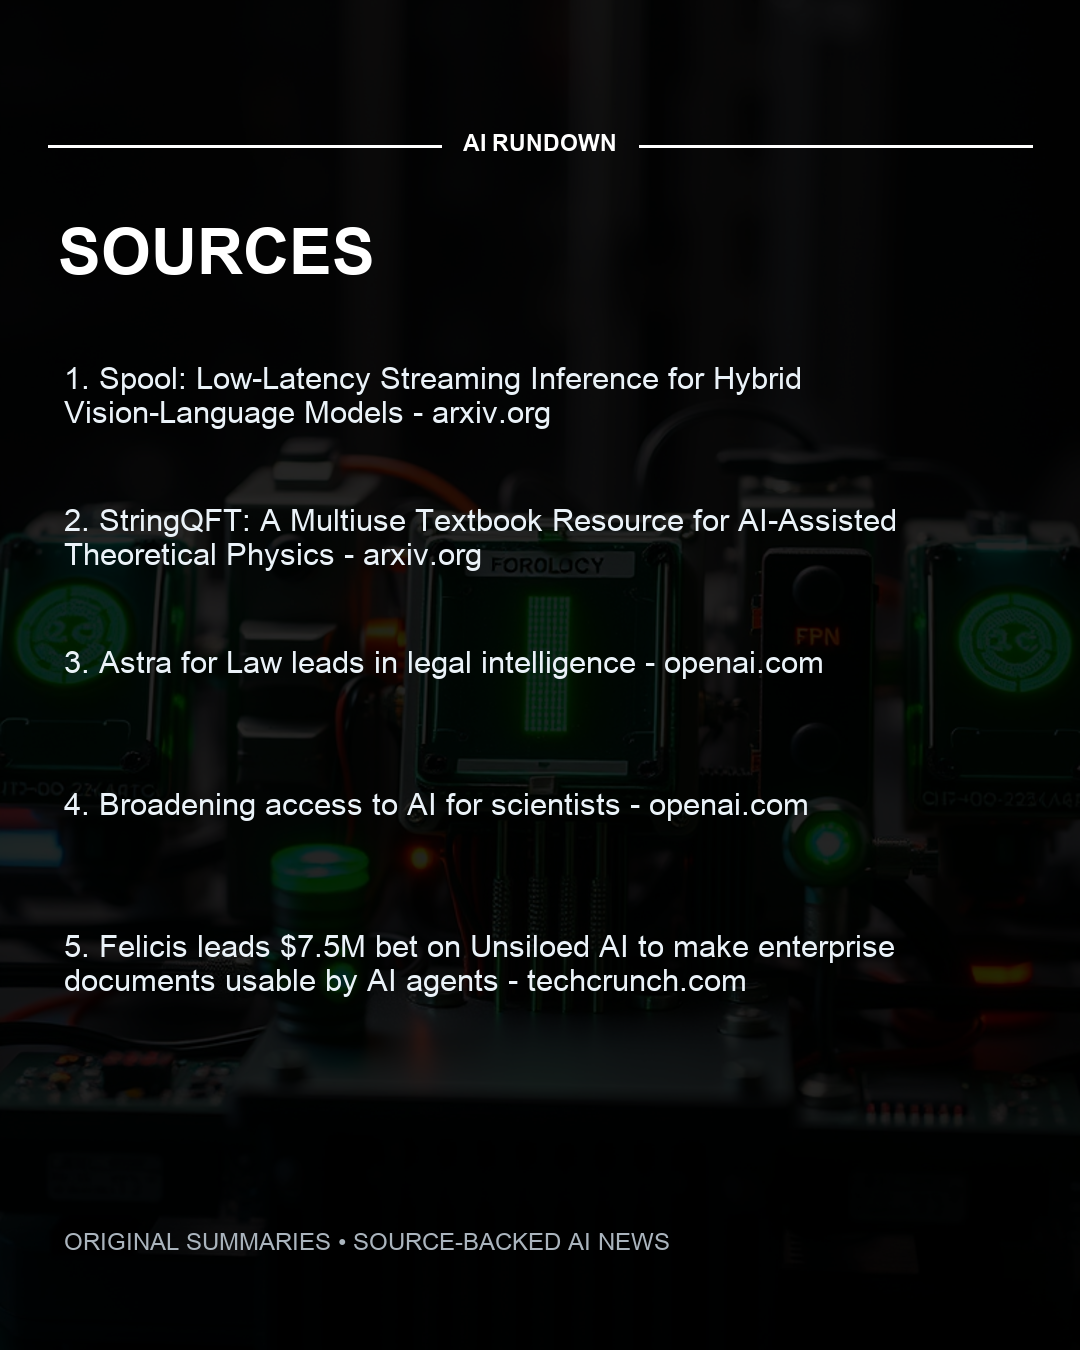 AI RUNDOWN
SOURCES
1. Spool: Low-Latency Streaming Inference for Hybrid
Vision-Language Models - arxiv.org
2. StringQFT: A Multiuse Textbook Resource for AI-Assisted
Theoretical Physics - arxiv.org
FOROLOCY
FPN
3. Astra for Law leads in legal intelligence - openai.com
4. Broadening access to AI for scientists - openai.com
5. Felicis leads $7.5M bet on Unsiloed AI to make enterprise
documents usable by AI agents - techcrunch.com
ORIGINAL SUMMARIES • SOURCE-BACKED AI NEWS